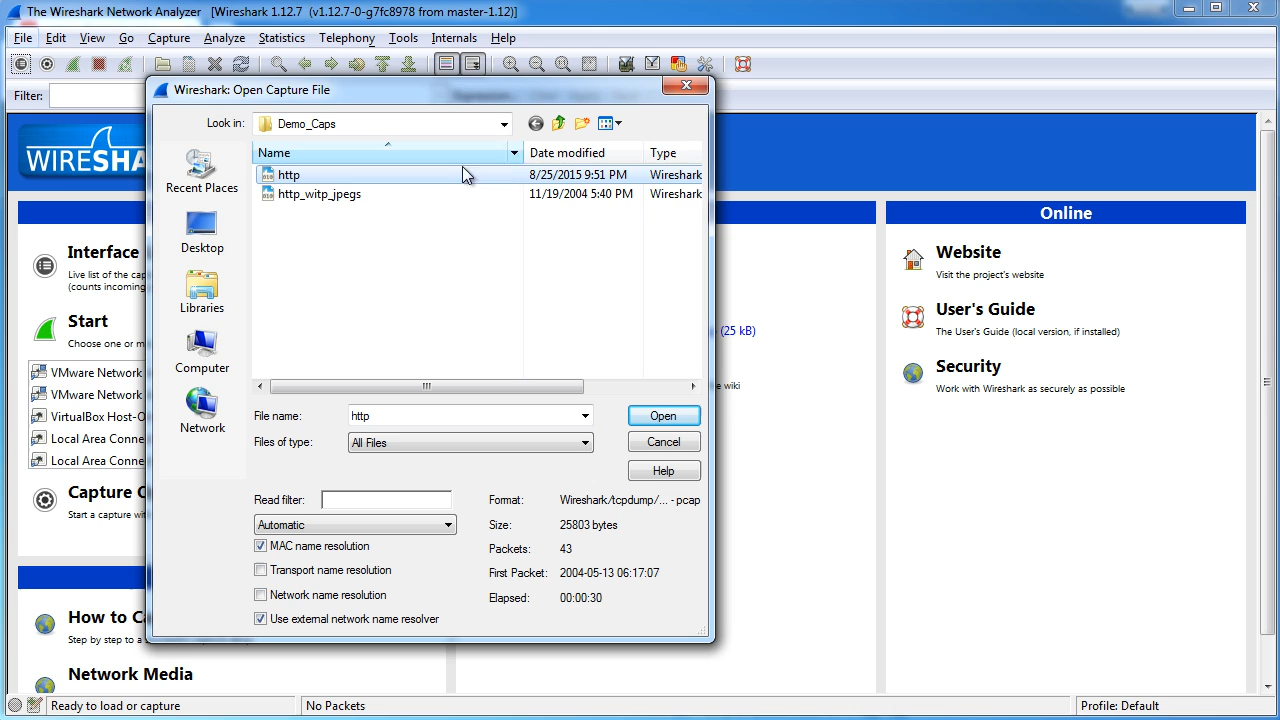 The Wireshark Network Analyzer [Wireshark 1.12.7 (v1.12.7-0-g7fc8978 from master-1.12)]
File Edit View Go Capture Analyze Statistics Telephony Tools Internals Help
Filter:
Wireshark: Open Capture File
Look in: Demo_Caps
Name Date modified Type
http 8/25/2015 9:51 PM Wireshark
http_witp_jpegs 11/19/2004 5:40 PM Wireshark
Recent Places
Desktop
Libraries
Computer
Network
File name: http Open
Files of type: All Files Cancel
Help
Read filter: Format: Wireshark/tcpdump/... - pcap
Automatic Size: 25803 bytes
MAC name resolution Packets: 43
Transport name resolution First Packet: 2004-05-13 06:17:07
Network name resolution Elapsed: 00:00:30
Use external network name resolver
WIRESHA
Interface
Live list of the cap
(counts incoming
Start
Choose one or m
VMware Network
VMware Network
VirtualBox Host-O
Local Area Conne
Local Area Conne
Capture O
Start a capture wit
How to Ca
Step by step to a
Network Media
(25 kB)
e wiki
Online
Website
Visit the project's website
User's Guide
The User's Guide (local version, if installed)
Security
Work with Wireshark as securely as possible
Ready to load or capture No Packets Profile: Default